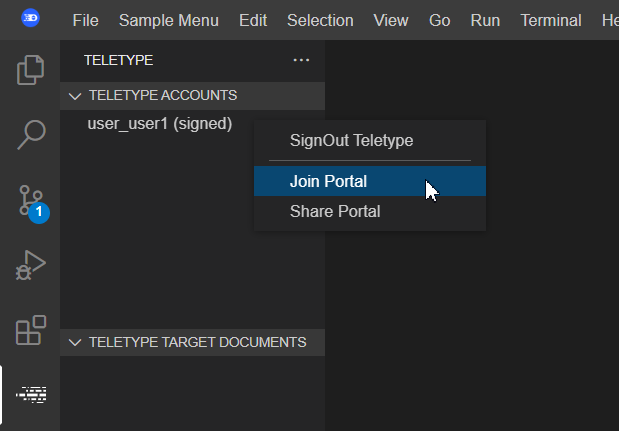 File Sample Menu Edit Selection View Go Run Terminal He
TELETYPE
TELETYPE ACCOUNTS
user_user1 (signed)
SignOut Teletype
Join Portal
Share Portal
1
TELETYPE TARGET DOCUMENTS